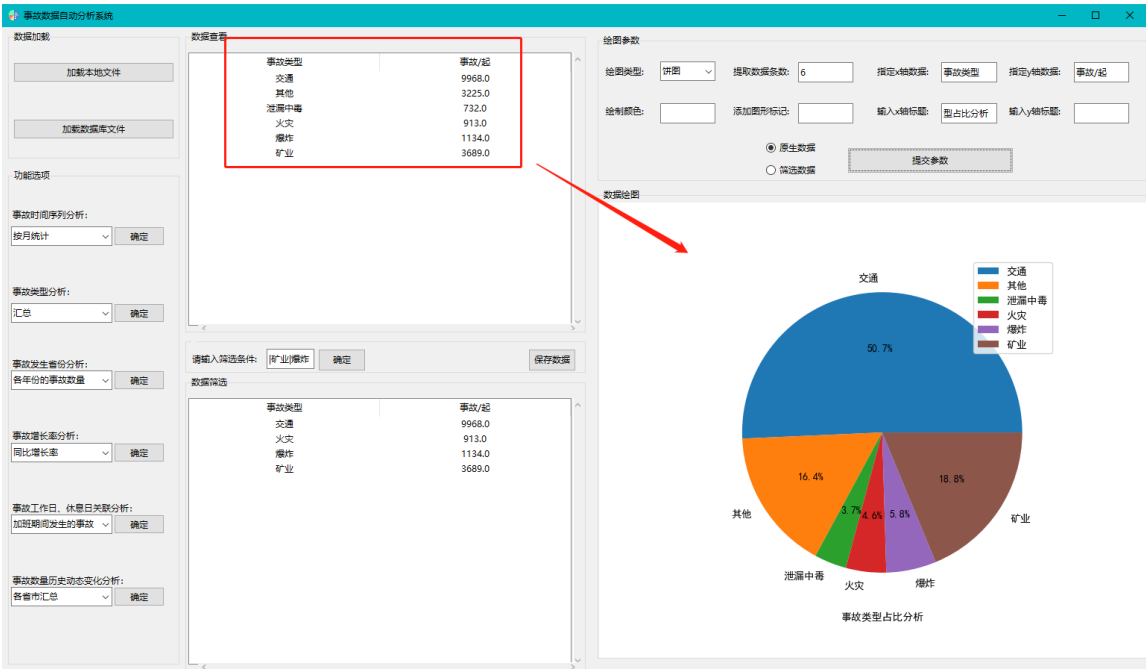 事故数据自动分析系统
数据加载
加载本地文件
加载数据库文件
功能选项
事故时间序列分析:
按月统计 确定
事故类型分析:
汇总 确定
事故发生省份分析:
各年份的事故数量 确定
事故增长率分析:
同比增长率 确定
事故工作日、休息日关联分析:
加班期间发生的事故 确定
事故数量历史动态变化分析:
各省市汇总 确定
数据查看
事故类型 事故/起
交通 9968.0
其他 3225.0
泄漏中毒 732.0
火灾 913.0
爆炸 1134.0
矿业 3689.0
请输入筛选条件: |矿业|爆炸 确定 保存数据
数据筛选
事故类型 事故/起
交通 9968.0
火灾 913.0
爆炸 1134.0
矿业 3689.0
绘图参数
绘图类型: 饼图 提取数据条数: 6 指定x轴数据: 事故类型 指定y轴数据: 事故/起
绘制颜色: 添加图形标记: 输入x轴标题: 型占比分析 输入y轴标题:
原生数据
筛选数据
提交参数
数据绘图
交通
其他
泄漏中毒
火灾
爆炸
矿业
交通
50.7%
16.4%
18.8%
3.7%
4.6%
5.8%
其他
矿业
泄漏中毒
火灾
爆炸
事故类型占比分析